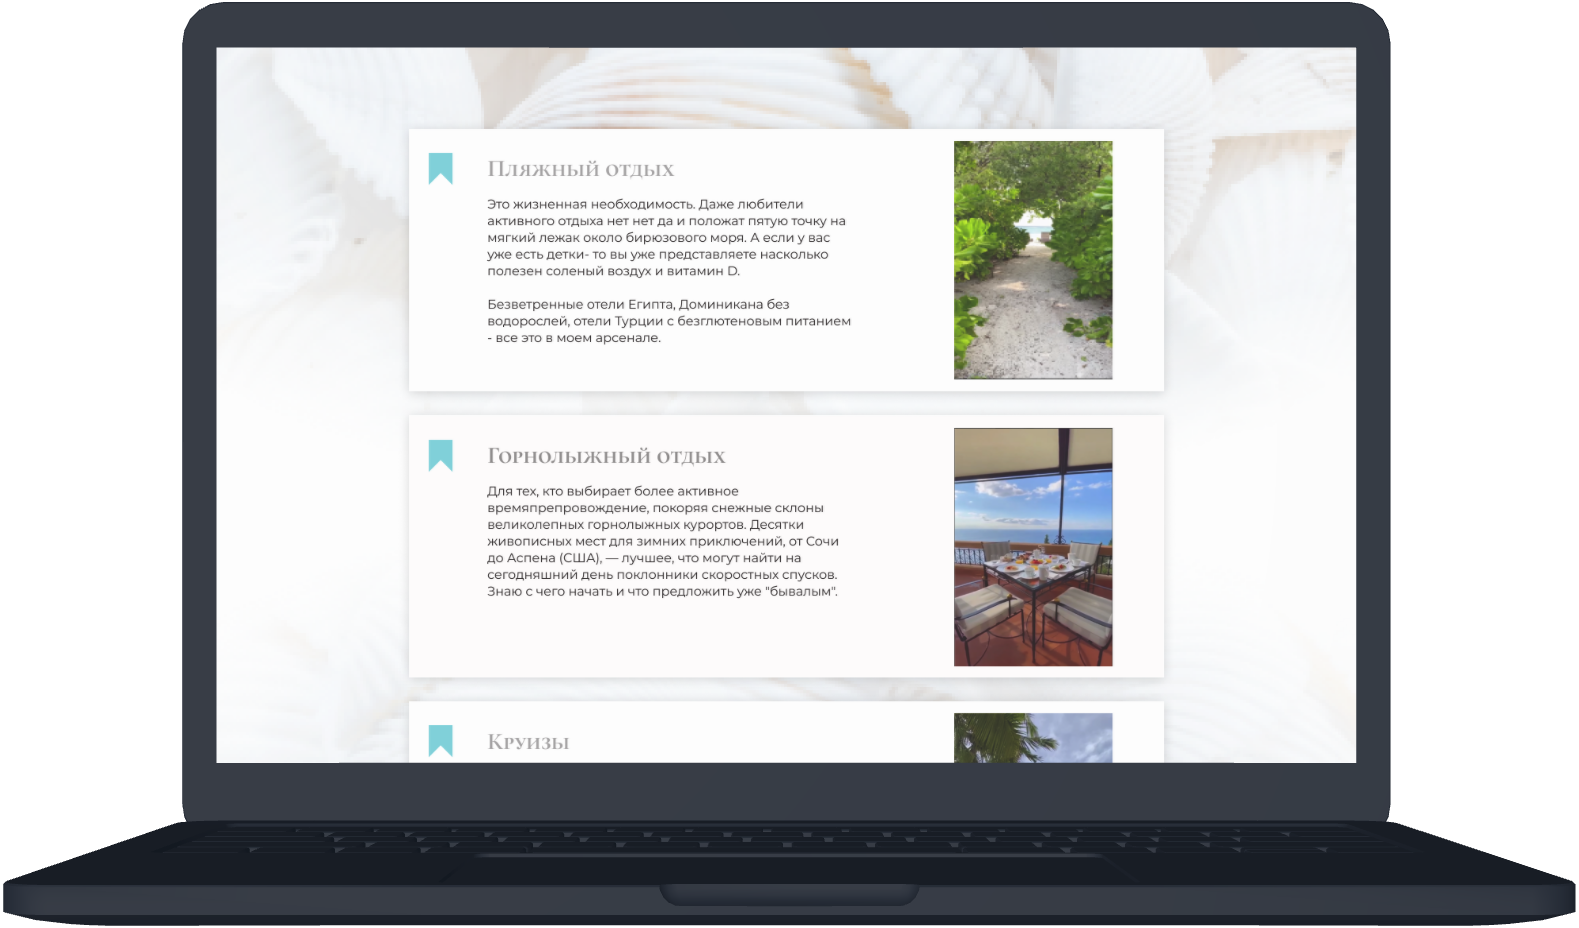 Пляжный отдых
Это жизненная необходимость. Даже любители
активного отдыха нет нет да и положат пятую точку на
мягкий лежак около бирюзового моря. А если у вас
уже есть детки- то вы уже представляете насколько
полезен соленый воздух и витамин D.
Безветренные отели Египта, Доминикана без
водорослей, отели Турции с безглютеновым питанием
- все это в моем арсенале.
Горнолыжный отдых
Для тех, кто выбирает более активное
времяпрепровождение, покоряя снежные склоны
великолепных горнолыжных курортов. Десятки
живописных мест для зимних приключений, от Сочи
до Аспена (США), — лучшее, что могут найти на
сегодняшний день поклонники скоростных спусков.
Знаю с чего начать и что предложить уже "бывалым".
Круизы